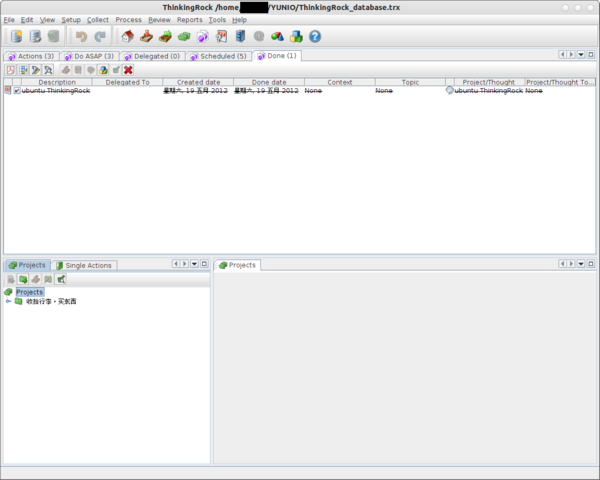 ThinkingRock /home /YUNIO/ThinkingRock_database.trx
File Edit View Setup Collect Process Review Reports Tools Help
Actions (3) Do ASAP (3) Delegated (0) Scheduled (5) Done (1)
Description Delegated To Created date Done date Context Topic Project/Thought Project/Thought To...
ubuntu ThinkingRock 星期六, 19 五月 2012 星期六, 19 五月 2012 None None ubuntu ThinkingRock None
Projects Single Actions Projects
Projects
收拾行李，买东西